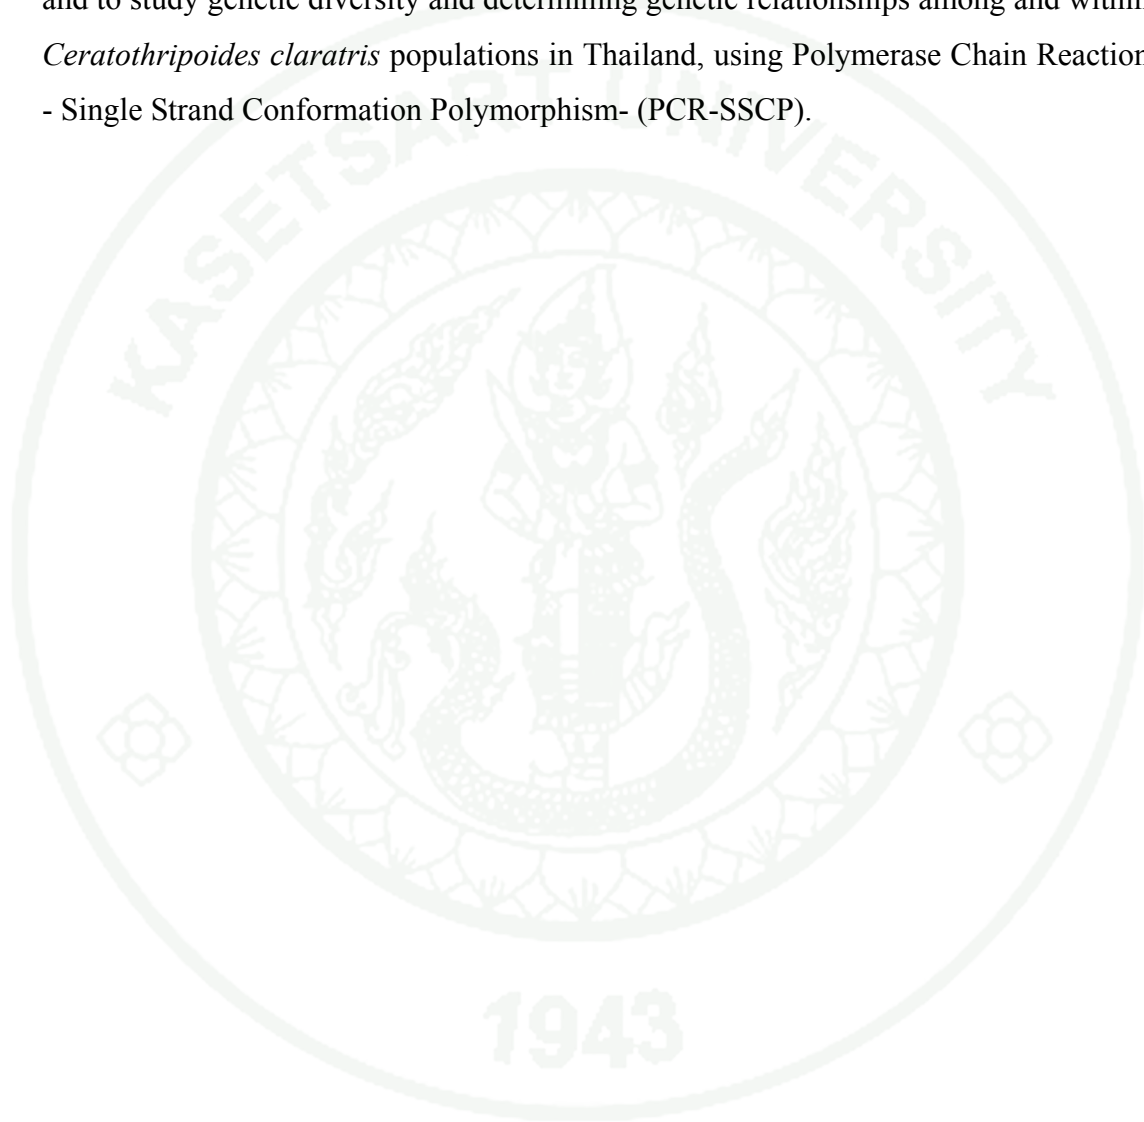 and to study genetic diversity and determining genetic relationships among and within
Ceratothripoides claratris populations in Thailand, using Polymerase Chain Reaction
- Single Strand Conformation Polymorphism- (PCR-SSCP).
KASETSART UNIVERSITY
1943